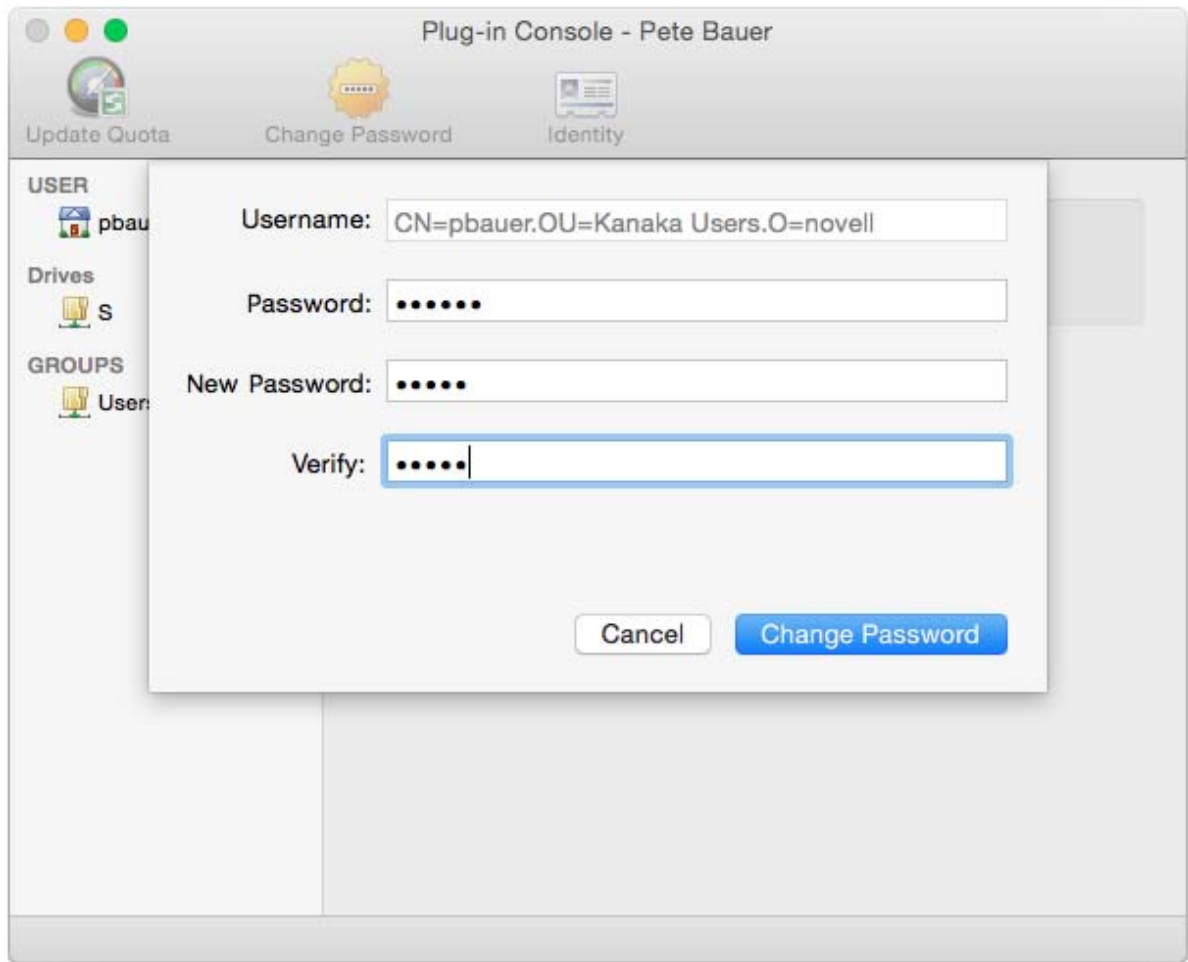 Plug-in Console - Pete Bauer
Update Quota Change Password Identity
USER
pbau
Drives
S
GROUPS
User
Username: CN=pbauer.OU=Kanaka Users.O=novell
Password: ••••••
New Password: •••••
Verify: •••••
Cancel Change Password